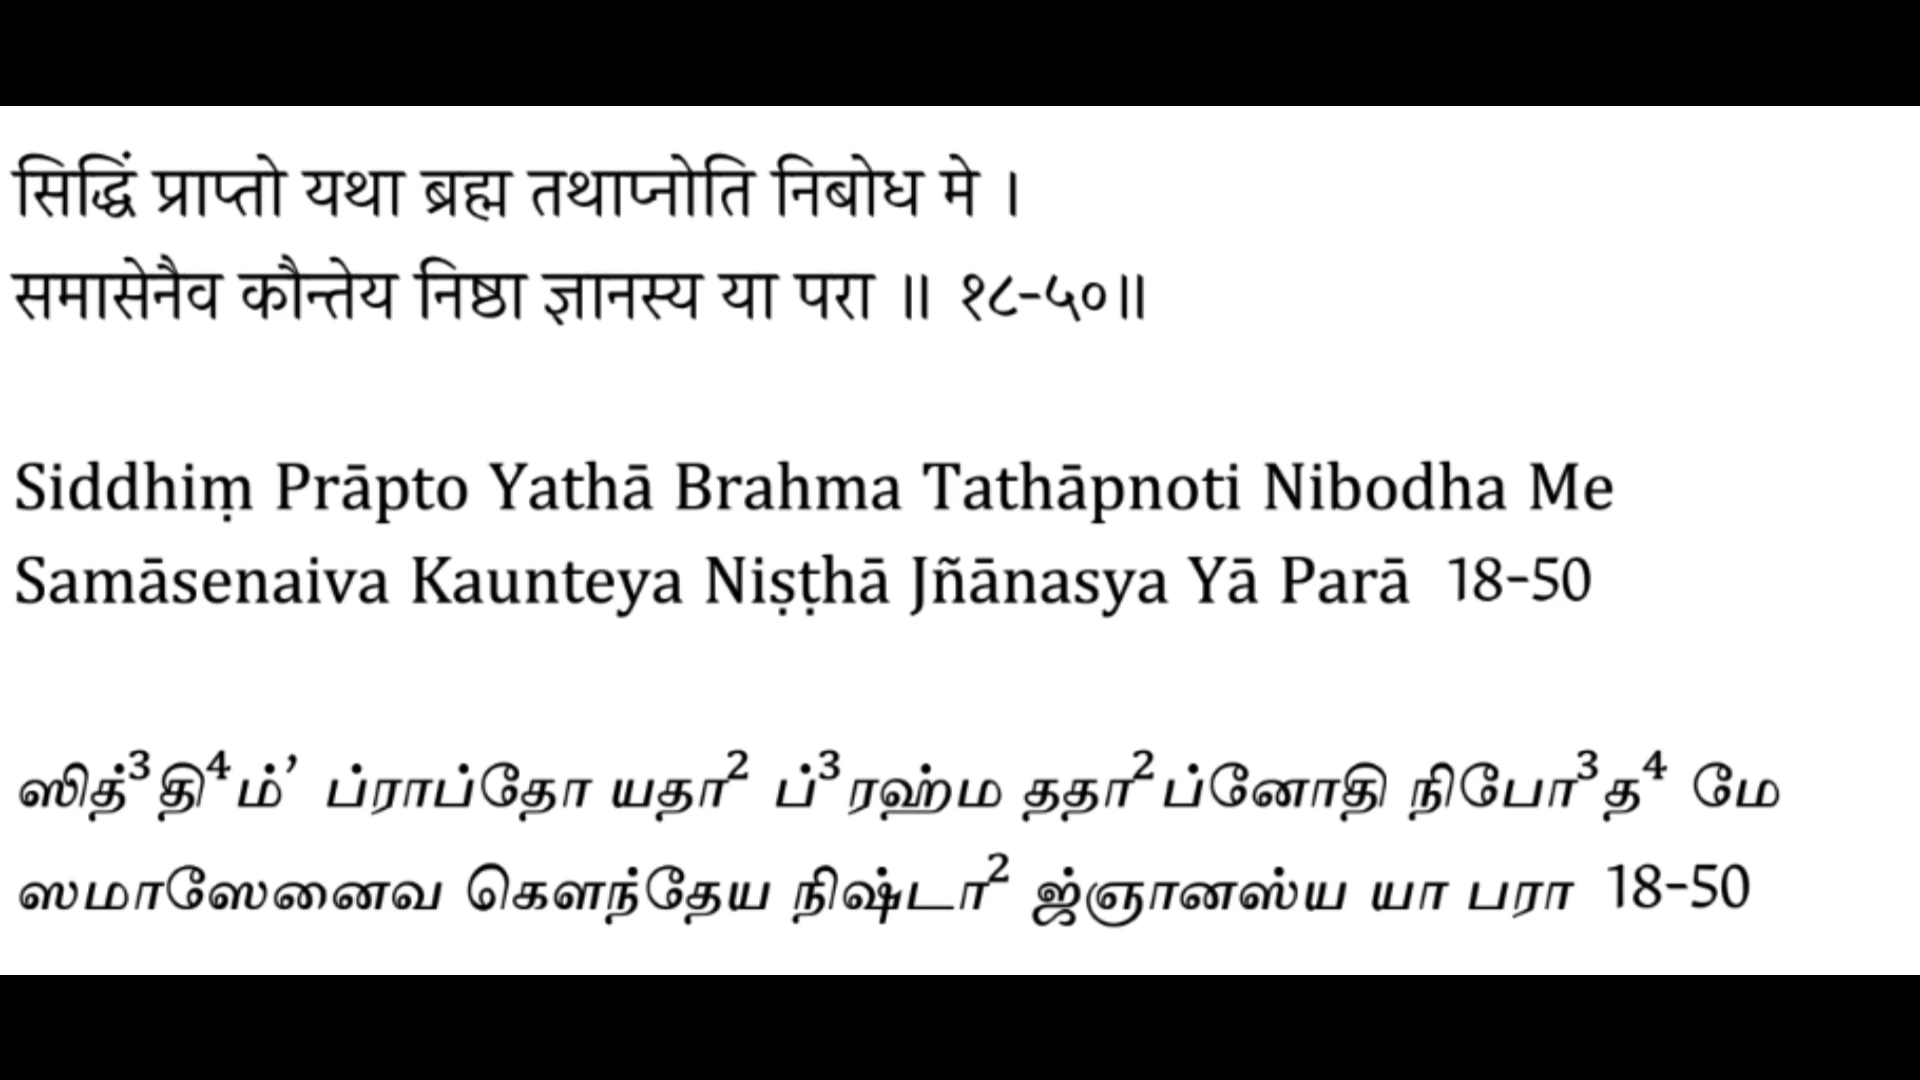 सिद्धिं प्राप्तो यथा ब्रह्म तथाप्नोति निबोध मे ।
समासेनैव कौन्तेय निष्ठा ज्ञानस्य या परा ॥ १८-५०॥
Siddhiṃ Prāpto Yathā Brahma Tathāpnoti Nibodha Me
Samāsenaiva Kaunteya Niṣṭhā Jñānasya Yā Parā 18-50
ஸித்³தி⁴ம்’ ப்ராப்தோ யதா² ப்³ரஹ்ம ததா²ப்னோதி நிபோ³த⁴ மே
ஸமாஸேனைவ கௌந்தேய நிஷ்டா² ஜ்ஞானஸ்ய யா பரா 18-50